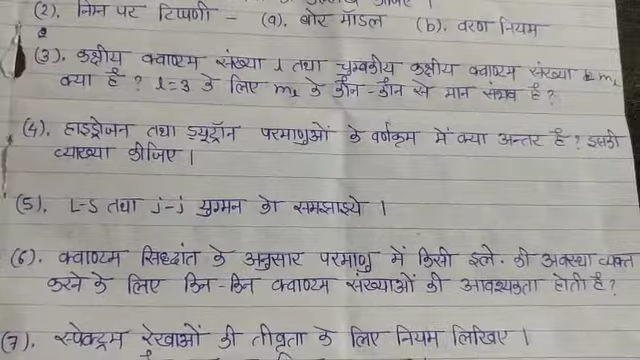 उल्लेख कीजिए ।
(2). निम्न पर टिप्पणी - (a). बोर मॉडल (b). वरण नियम
(3). कक्षीय क्वाण्टम संख्या l तथा चुम्बकीय कक्षीय क्वाण्टम संख्या mₗ
क्या है ? l=3 के लिए mₗ के कौन-कौन से मान संभव है ?
(4). हाइड्रोजन तथा ड्यूट्रॉन परमाणुओं के वर्णक्रम में क्या अन्तर है ? इसकी
व्याख्या कीजिए ।
(5). L-S तथा j-j युग्मन को समझाइये ।
(6). क्वाण्टम सिध्दांत के अनुसार परमाणु में किसी इले. की अवस्था व्यक्त
करने के लिए किन-किन क्वाण्टम संख्याओं की आवश्यकता होती है ?
(7). स्पेक्ट्रम रेखाओं की तीव्रता के लिए नियम लिखिए ।